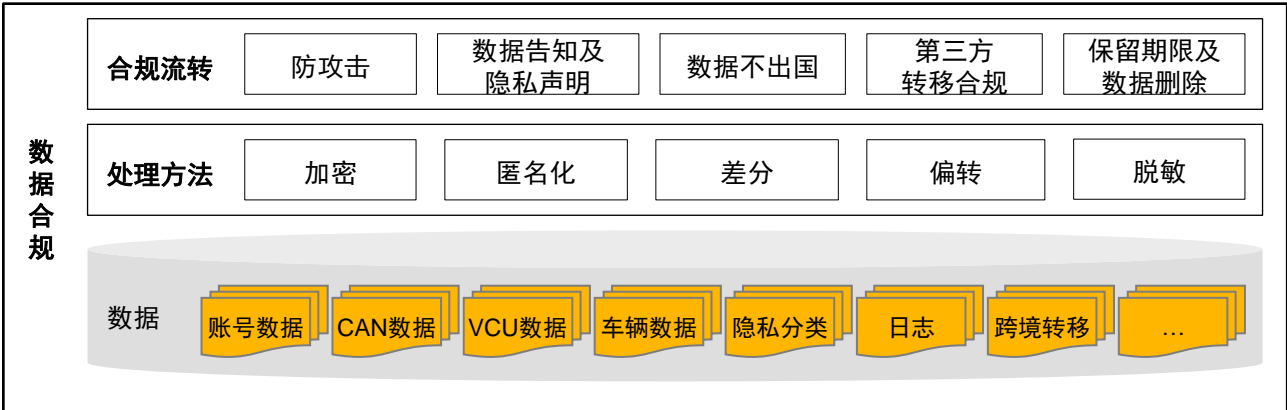 数据合规
合规流转
防攻击
数据告知及
隐私声明
数据不出国
第三方
转移合规
保留期限及
数据删除
处理方法
加密
匿名化
差分
偏转
脱敏
数据
账号数据
CAN数据
VCU数据
车辆数据
隐私分类
日志
跨境转移
…